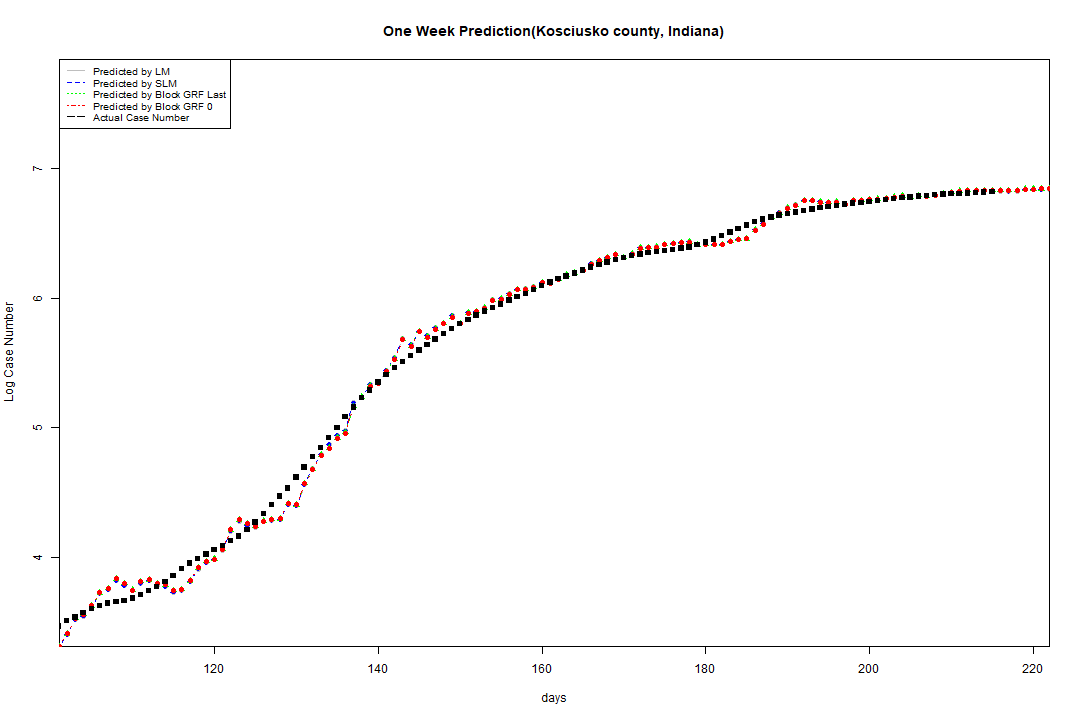 One Week Prediction(Kosciusko county, Indiana)
Predicted by LM
Predicted by SLM
Predicted by Block GRF Last
Predicted by Block GRF 0
Actual Case Number
7
6
5
4
Log Case Number
120 140 160 180 200 220
days